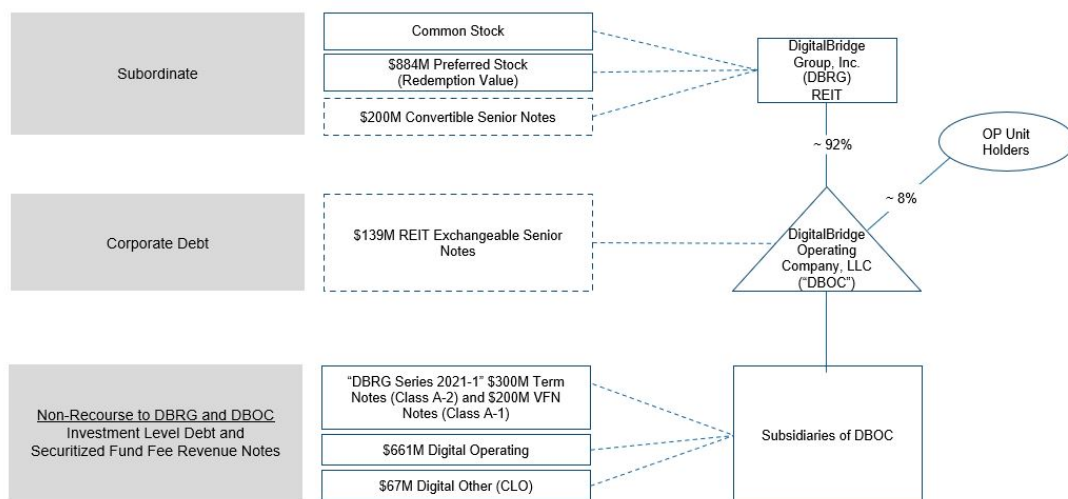 Subordinate
Common Stock
$884M Preferred Stock
(Redemption Value)
$200M Convertible Senior Notes
DigitalBridge
Group, Inc.
(DBRG)
REIT
~ 92%
OP Unit
Holders
~ 8%
Corporate Debt
$139M REIT Exchangeable Senior
Notes
DigitalBridge
Operating
Company, LLC
("DBOC")
Non-Recourse to DBRG and DBOC
Investment Level Debt and
Securitized Fund Fee Revenue Notes
“DBRG Series 2021-1” $300M Term
Notes (Class A-2) and $200M VFN
Notes (Class A-1)
$661M Digital Operating
$67M Digital Other (CLO)
Subsidiaries of DBOC